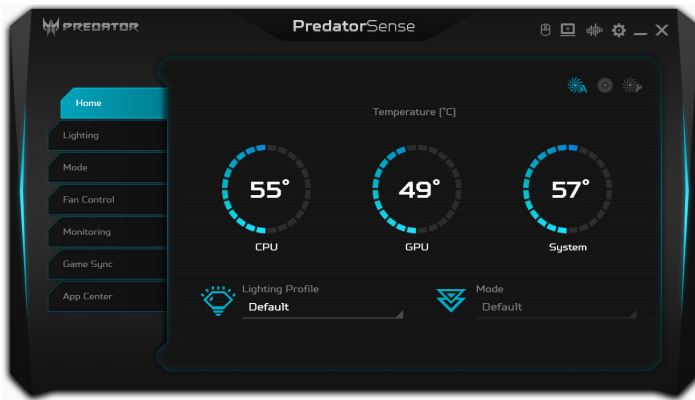 PREDATOR
PredatorSense
Home
Lighting
Mode
Fan Control
Monitoring
Game Sync
App Center
A
Temperature (°C)
55°
49°
57°
CPU
GPU
System
Lighting Profile
Default
Mode
Default